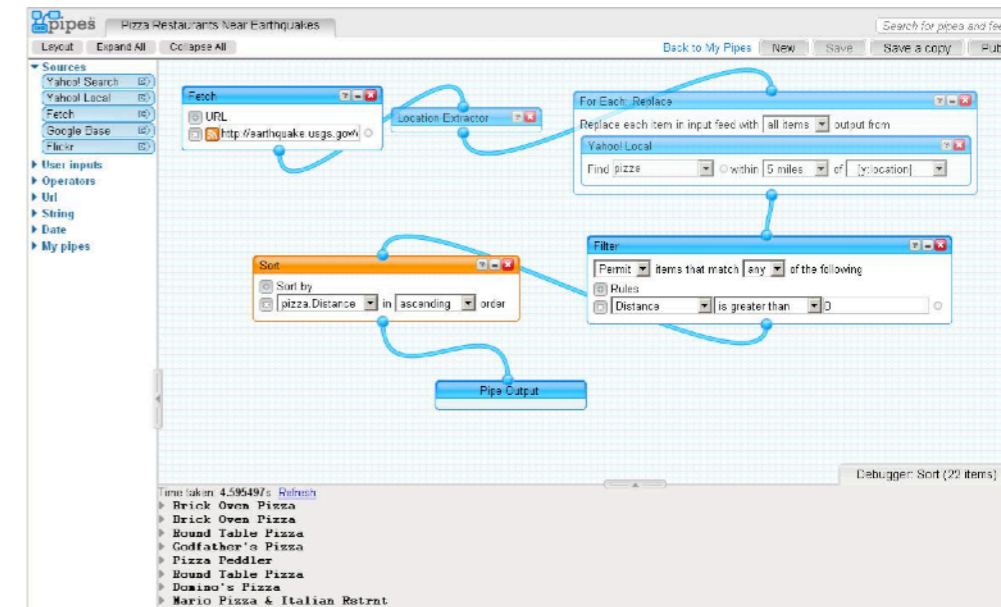 pipes Pizza Restaurants Near Earthquakes Search for pipes and fee
Layout Expand All Collapse All Back to My Pipes New Save Save a copy Pub
Sources
Yahoo! Search
Yahoo! Local
Fetch
Google Base
Flickr
User inputs
Operators
Url
String
Date
My pipes
Fetch
URL
http://earthquake.usgs.gov/
Location Extractor
For Each: Replace
Replace each item in input feed with all items output from
Yahoo! Local
Find pizza within 5 miles of [y:location]
Filter
Permit items that match any of the following
Rules
Distance is greater than 0
Sort
Sort by
pizza.Distance in ascending order
Pipe Output
Debugger: Sort (22 items)
Time taken: 4.595497s Refresh
Brick Oven Pizza
Brick Oven Pizza
Round Table Pizza
Godfather's Pizza
Pizza Peddler
Round Table Pizza
Domino's Pizza
Mario Pizza & Italian Rstrnt